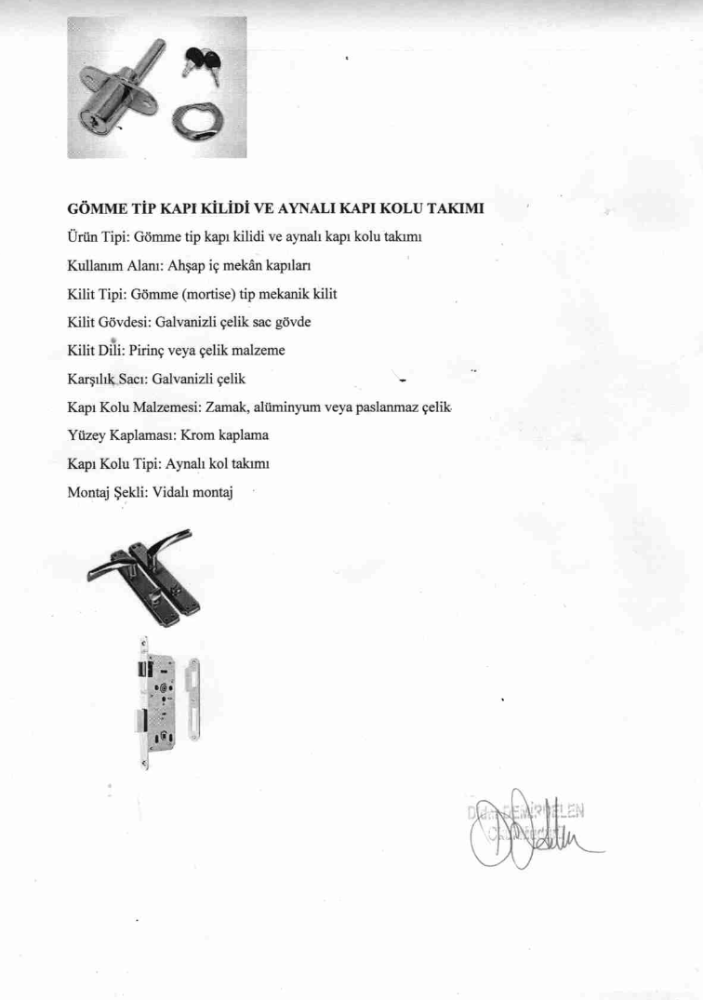 GÖMME TİP KAPI KİLİDİ VE AYNALI KAPI KOLU TAKIMI
Ürün Tipi: Gömme tip kapı kilidi ve aynalı kapı kolu takımı
Kullanım Alanı: Ahşap iç mekân kapıları
Kilit Tipi: Gömme (mortise) tip mekanik kilit
Kilit Gövdesi: Galvanizli çelik sac gövde
Kilit Dili: Pirinç veya çelik malzeme
Karşılık Sacı: Galvanizli çelik
Kapı Kolu Malzemesi: Zamak, alüminyum veya paslanmaz çelik
Yüzey Kaplaması: Krom kaplama
Kapı Kolu Tipi: Aynalı kol takımı
Montaj Şekli: Vidalı montaj